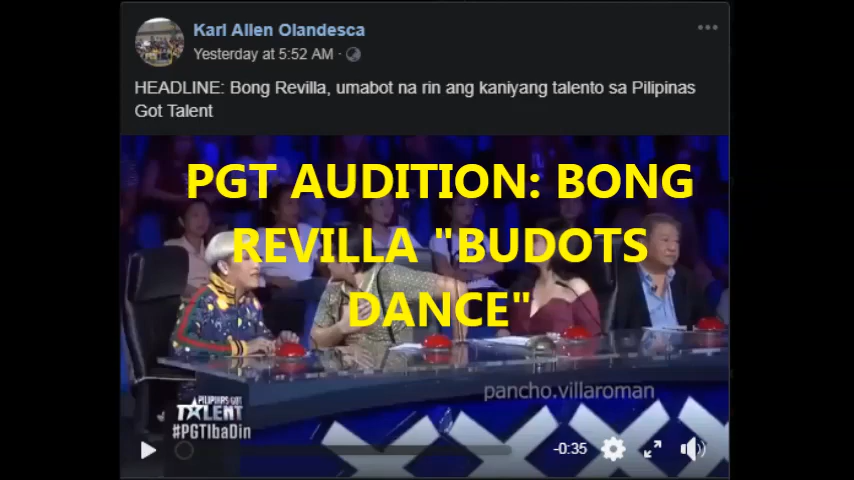 Karl Allen Olandesca
Yesterday at 5:52 AM ·
HEADLINE: Bong Revilla, umabot na rin ang kaniyang talento sa Pilipinas
Got Talent
PGT AUDITION: BONG
REVILLA "BUDOTS
DANCE"
pancho.villaroman
PILIPINAS GOT
TALENT
#PGTIbaDin
-0:35